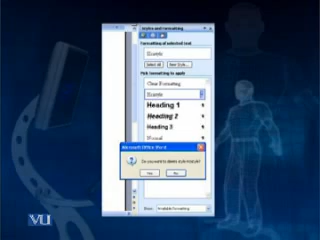 Styles and Formatting
Formatting of selected text
Select All
New Style...
Pick formatting to apply
Clear Formatting
Heading 1
Heading 2
Heading 3
Normal
Microsoft Office Word
Do you want to delete style
Yes
No
Show:
Available Formatting
VU